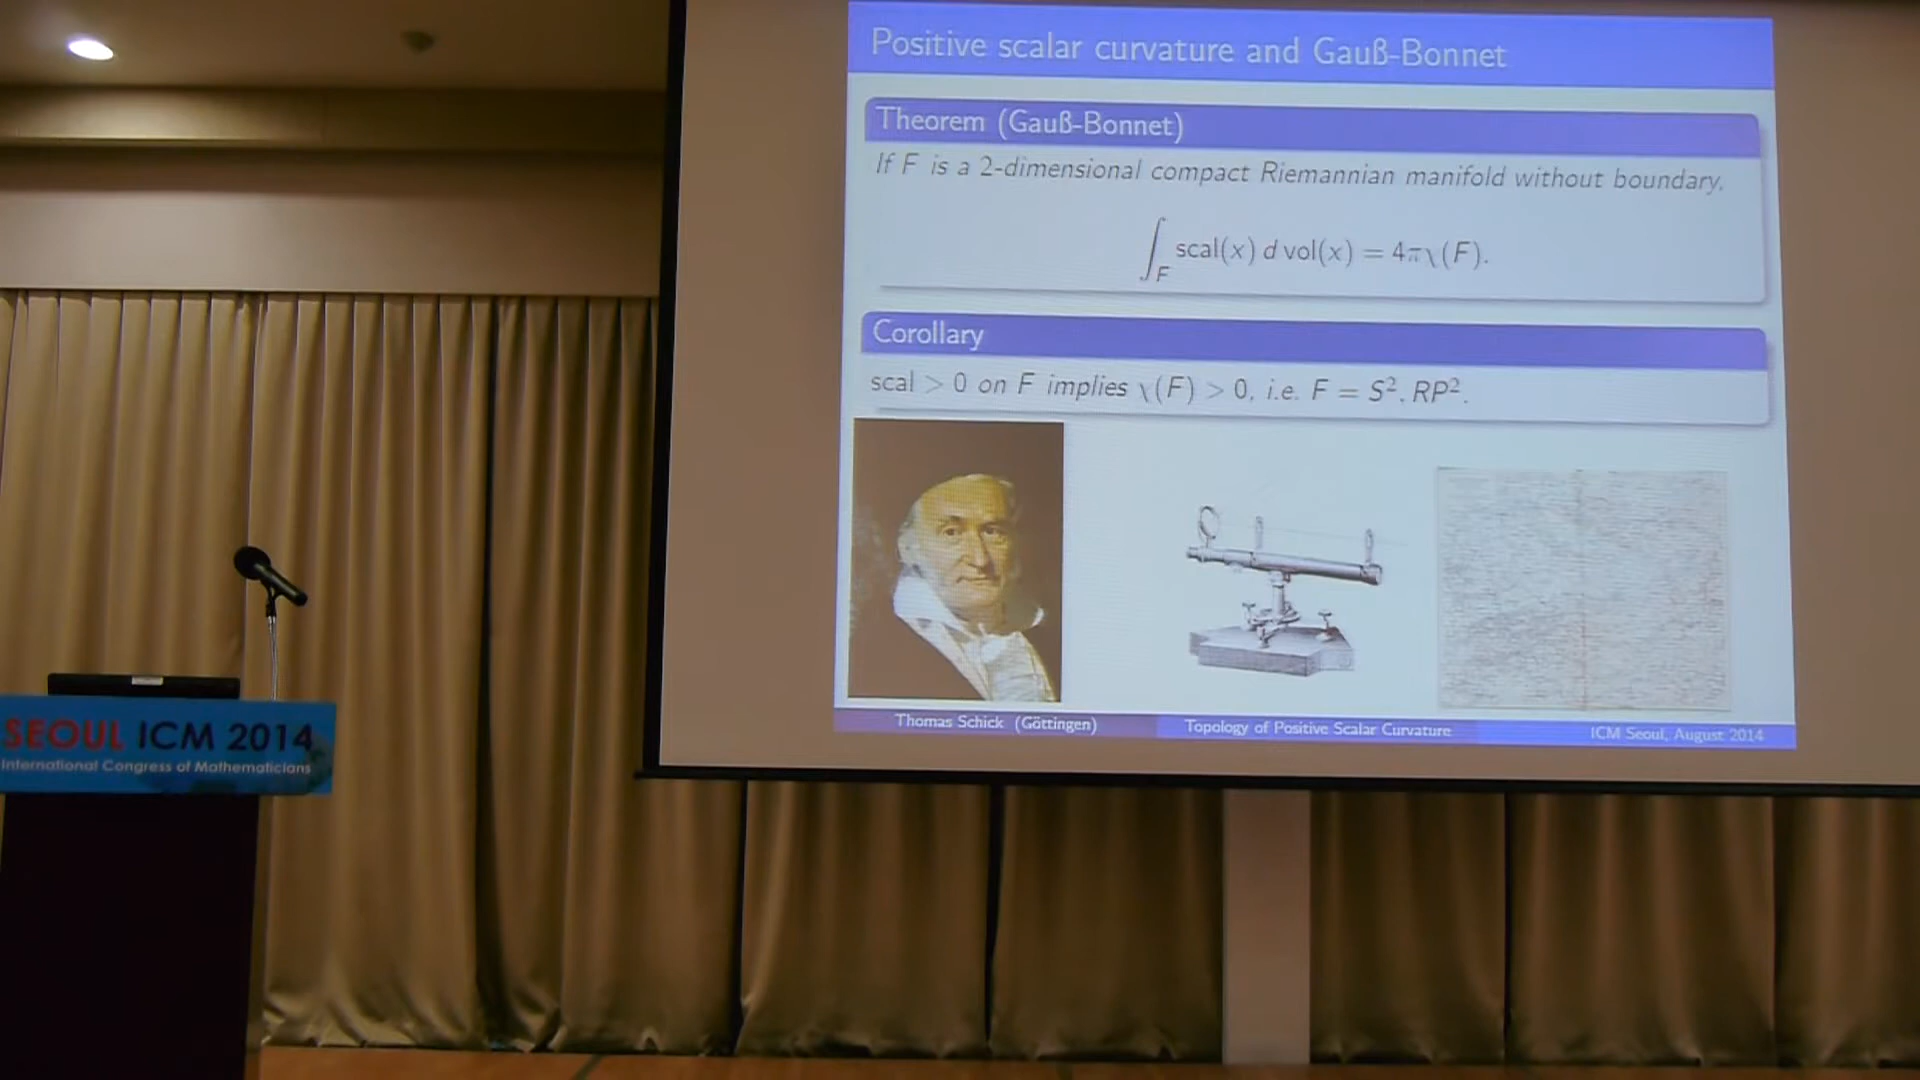 Positive scalar curvature and Gauß-Bonnet
Theorem (Gauß-Bonnet)
If F is a 2-dimensional compact Riemannian manifold without boundary,
∫_F scal(x) d vol(x) = 4πχ(F).
Corollary
scal > 0 on F implies χ(F) > 0, i.e. F = S², RP².
Thomas Schick (Göttingen)
Topology of Positive Scalar Curvature
ICM Seoul, August 2014
SEOUL ICM 2014
International Congress of Mathematicians